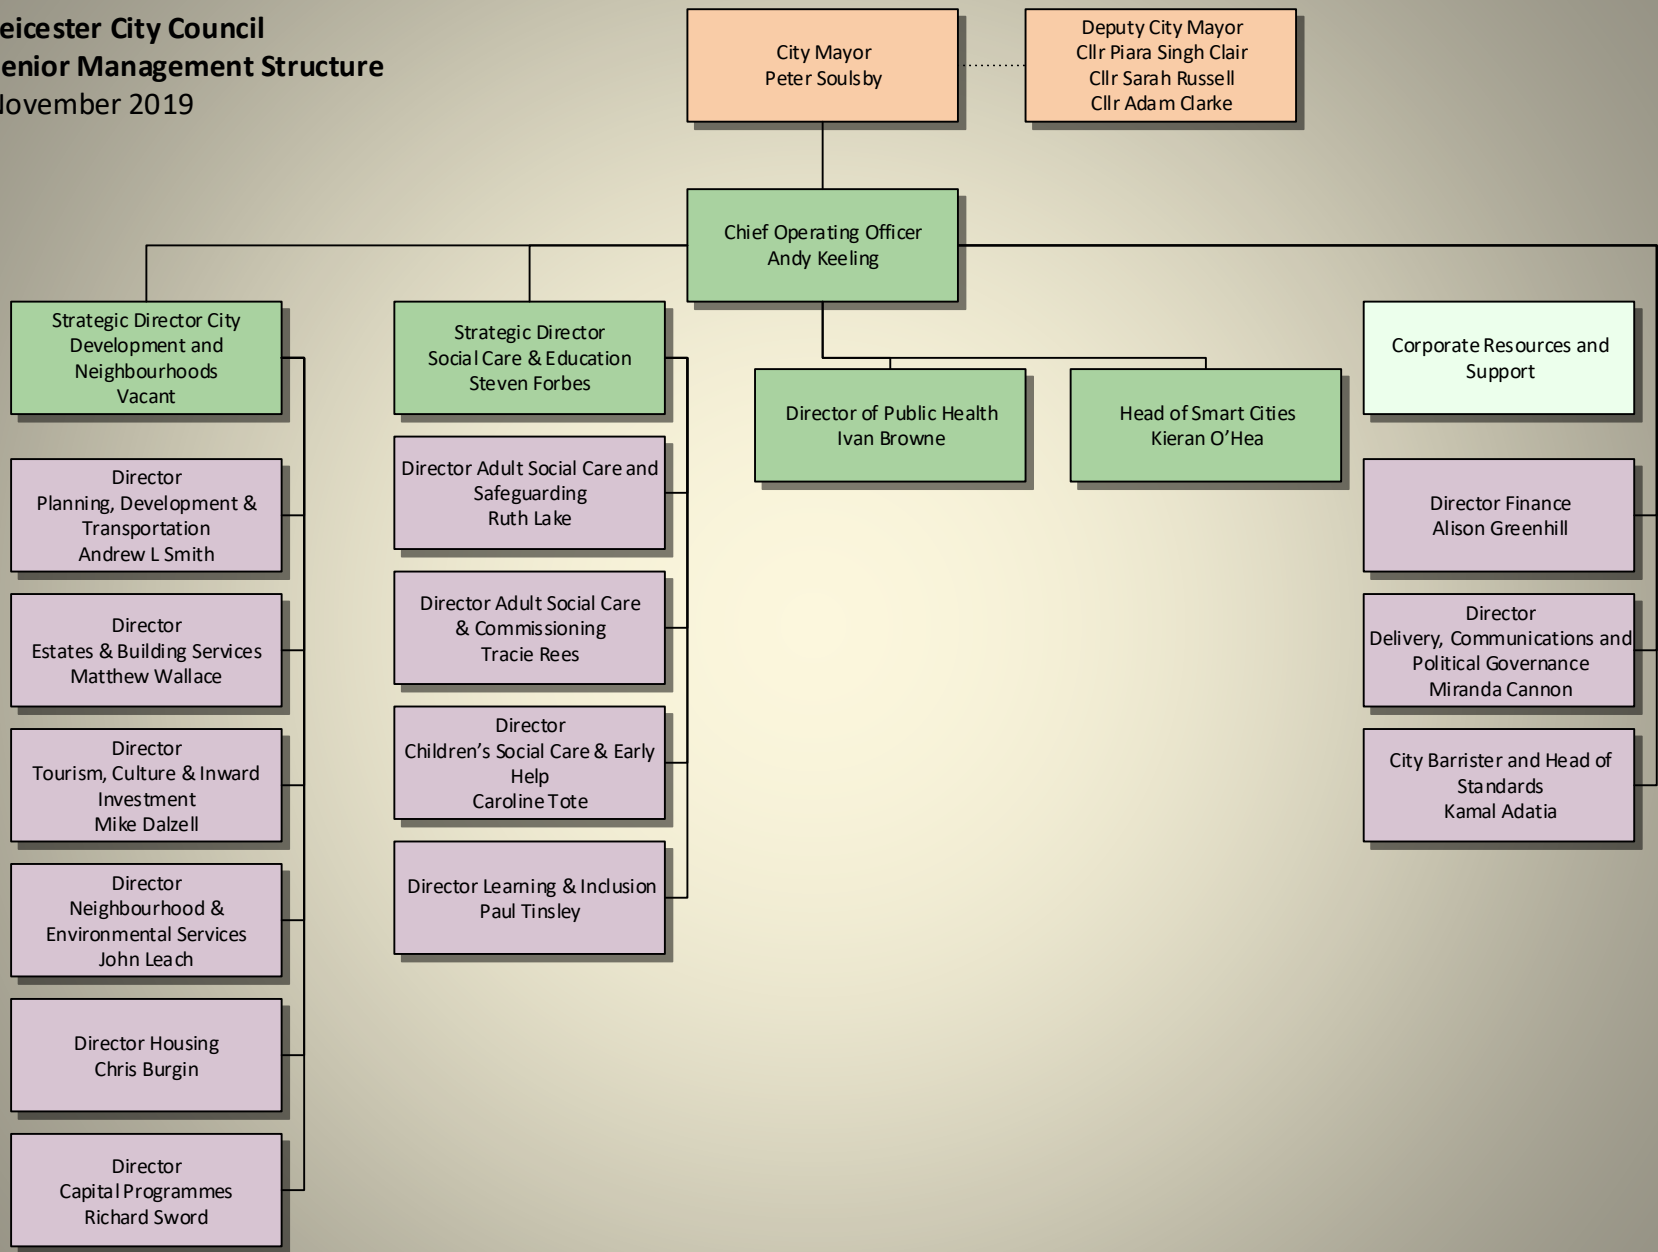 eicester City Council
enior Management Structure
November 2019
City Mayor
Peter Soulsby
Deputy City Mayor
Cllr Piara Singh Clair
Cllr Sarah Russell
Cllr Adam Clarke
Chief Operating Officer
Andy Keeling
Strategic Director City
Development and
Neighbourhoods
Vacant
Strategic Director
Social Care & Education
Steven Forbes
Director of Public Health
Ivan Browne
Head of Smart Cities
Kieran O’Hea
Corporate Resources and
Support
Director
Planning, Development &
Transportation
Andrew L Smith
Director
Estates & Building Services
Matthew Wallace
Director
Tourism, Culture & Inward
Investment
Mike Dalzell
Director
Neighbourhood &
Environmental Services
John Leach
Director Housing
Chris Burgin
Director
Capital Programmes
Richard Sword
Director Adult Social Care and
Safeguarding
Ruth Lake
Director Adult Social Care
& Commissioning
Tracie Rees
Director
Children’s Social Care & Early
Help
Caroline Tote
Director Learning & Inclusion
Paul Tinsley
Director Finance
Alison Greenhill
Director
Delivery, Communications and
Political Governance
Miranda Cannon
City Barrister and Head of
Standards
Kamal Adatia